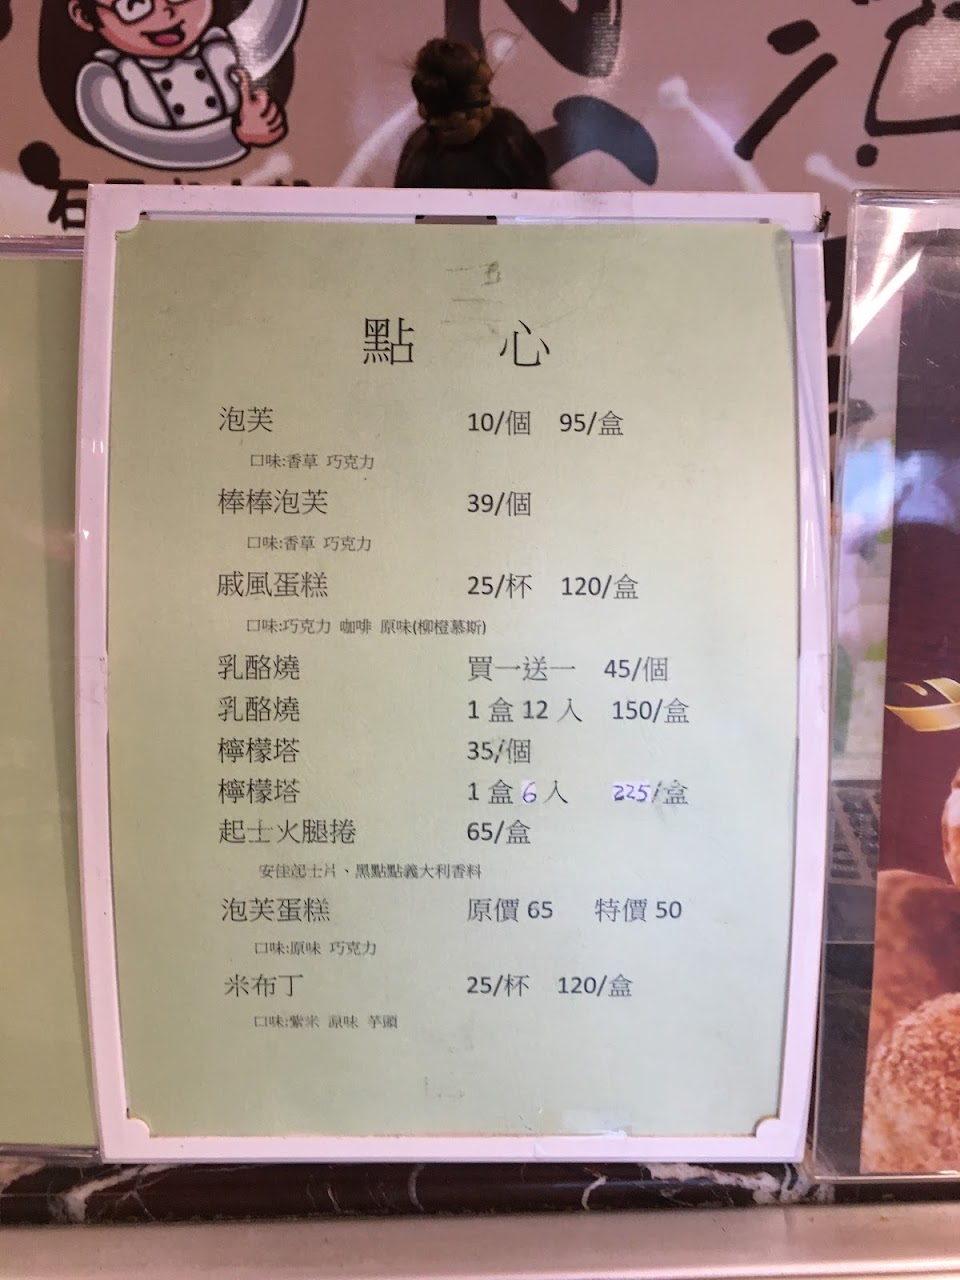 點 心
泡芙 10/個 95/盒
口味:香草 巧克力
棒棒泡芙 39/個
口味:香草 巧克力
戚風蛋糕 25/杯 120/盒
口味:巧克力 咖啡 原味(柳橙慕斯)
乳酪燒 買一送一 45/個
乳酪燒 1 盒 12 入 150/盒
檸檬塔 35/個
檸檬塔 1 盒 6 入 225/盒
起士火腿捲 65/盒
安佳起士片、黑點點義大利香料
泡芙蛋糕 原價 65 特價 50
口味:原味 巧克力
米布丁 25/杯 120/盒
口味:紫米 原味 芋頭